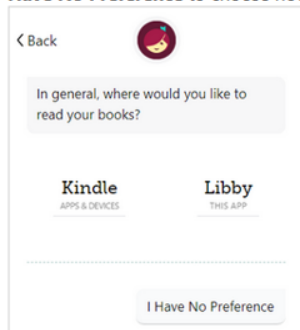 Back
In general, where would you like to
read your books?
Kindle Libby
APPS & DEVICES THIS APP
I Have No Preference